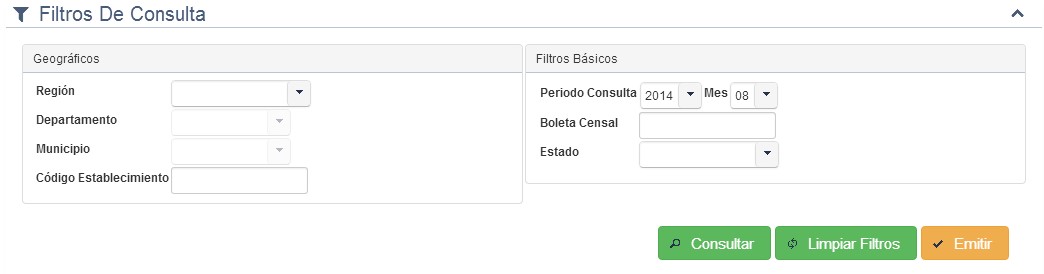 Filtros De Consulta
Geográficos
Región
Departamento
Municipio
Código Establecimiento
Filtros Básicos
Periodo Consulta 2014 Mes 08
Boleta Censal
Estado
Consultar Limpiar Filtros Emitir